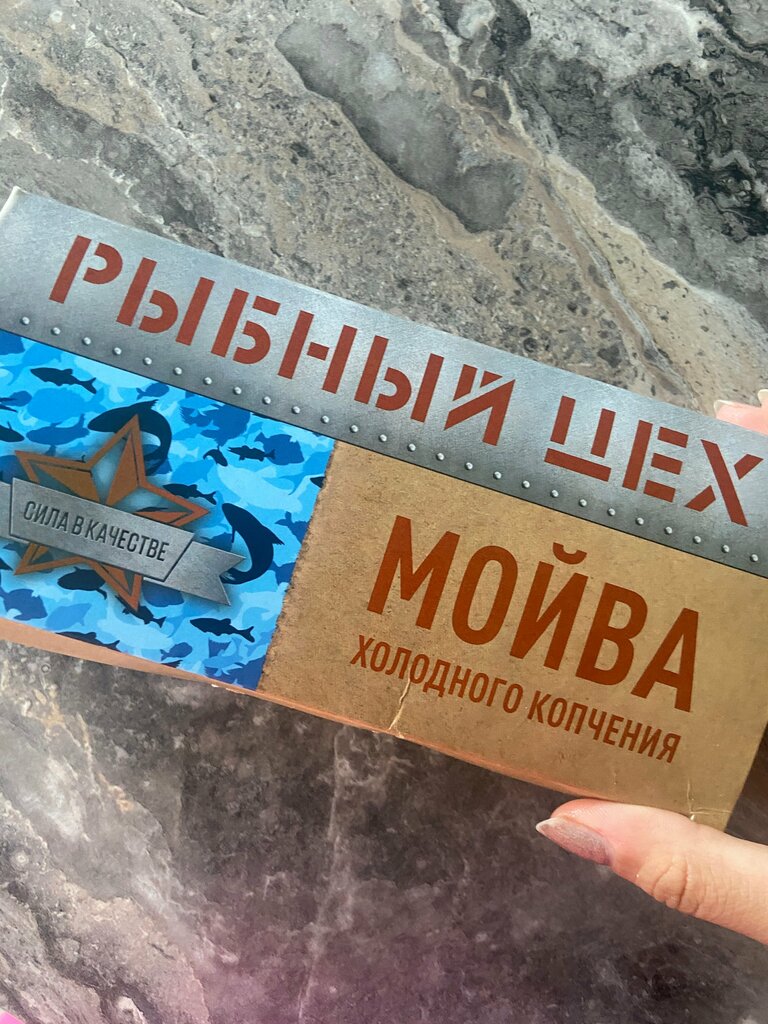 РЫБНЫЙ ЦЕХ
СИЛА В КАЧЕСТВЕ
МОЙВА
ХОЛОДНОГО КОПЧЕНИЯ